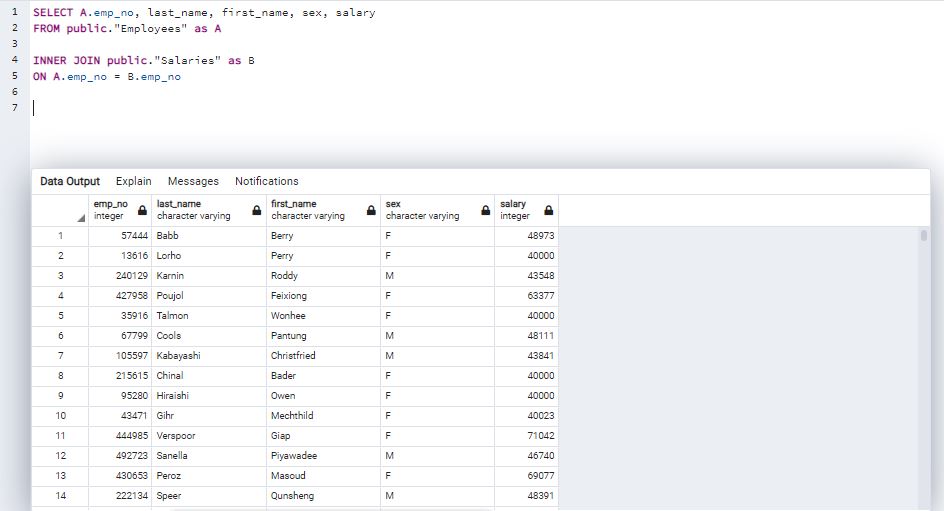 1 SELECT A.emp_no, last_name, first_name, sex, salary
2 FROM public."Employees" as A
3
4 INNER JOIN public."Salaries" as B
5 ON A.emp_no = B.emp_no
6
7
Data Output Explain Messages Notifications
emp_no last_name first_name sex salary
integer character varying character varying character varying integer
1 57444 Babb Berry F 48973
2 13616 Lorho Perry F 40000
3 240129 Karnin Roddy M 43548
4 427958 Poujol Feixiong F 63377
5 35916 Talmon Wonhee F 40000
6 67799 Cools Pantung M 48111
7 105597 Kabayashi Christfried M 43841
8 215615 Chinal Bader F 40000
9 95280 Hiraishi Owen F 40000
10 43471 Gihr Mechthild F 40023
11 444985 Verspoor Giap F 71042
12 492723 Sanella Piyawadee M 46740
13 430653 Peroz Masoud F 69077
14 222134 Speer Qunsheng M 48391